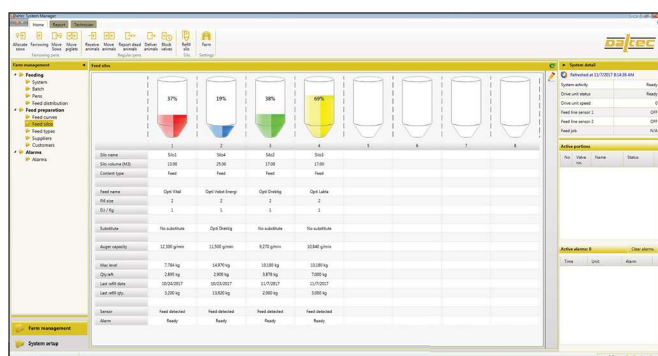 Datec System Manager
Home Report Technician
Allocate sows Farrowing Move Sows Move piglets Receive animals Move animals Report dead animals Deliver animals Block valves Refill silo Farm
Farrowing pens Regular pens Silo Settings
Farm management
Feeding
System
Batch
Pens
Feed distribution
Feed preparation
Feed curves
Feed silos
Feed types
Suppliers
Customers
Alarms
Alarms
Farm management
System setup
Feed silos
37% 19% 38% 69%
1 2 3 4 5 6 7 8
Silo name Silo1 Silo4 Silo2 Silo3
Silo volume (M3) 13.00 25.00 17.00 17.00
Content type Feed Feed Feed Feed
Feed name Opti Vital Opti Vekst Energi Opti Drektig Opti Lakta
Pill size 2 2 2 2
EU / Kg 1 1 1 1
Substitute No substitute Opti Drektig No substitute No substitute
Auger capacity 12,300 g/min 11,500 g/min 9,270 g/min 10,840 g/min
Max level 7,784 kg 14,970 kg 10,180 kg 10,180 kg
Qty.left 2,895 kg 2,900 kg 3,878 kg 7,000 kg
Last refill date 10/24/2017 10/23/2017 11/7/2017 11/7/2017
Last refill qty. 3,200 kg 13,620 kg 2,000 kg 3,000 kg
Sensor Feed detected Feed detected Feed detected Feed detected
Alarm Ready Ready Ready Ready
System detail
Refreshed at 11/7/2017 8:14:36 AM
System activity Ready
Drive unit status Ready
Drive unit speed 0
Feed line sensor 1 OFF
Feed line sensor 2 OFF
Feed job N/A
Active portions
No Valve no. Name Status
Active alarms: 0 Clear alarms
Time Unit Alarm